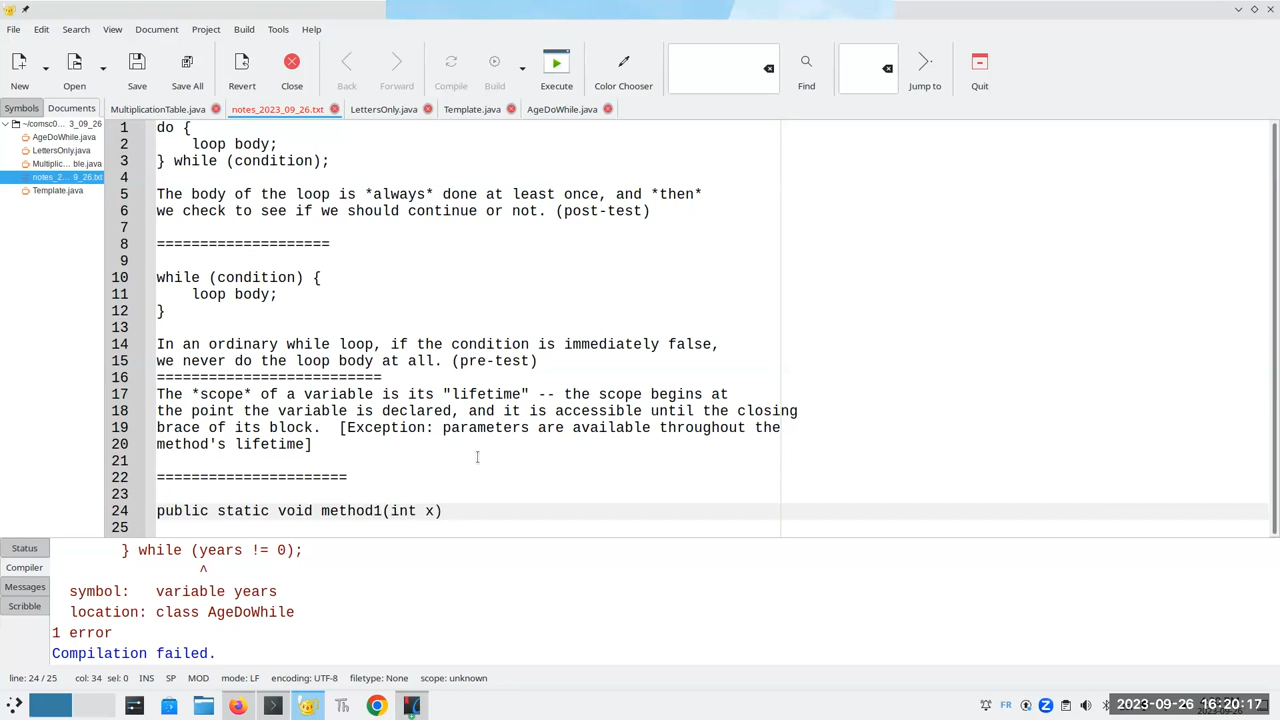 File Edit Search View Document Project Build Tools Help
New Open Save Save All Revert Close Back Forward Compile Build Execute Color Chooser Find Jump to Quit
Symbols Documents MultiplicationTable.java notes_2023_09_26.txt LettersOnly.java Template.java AgeDoWhile.java
~/comsc0... 3_09_26
AgeDoWhile.java
LettersOnly.java
Multiplic... ble.java
notes_2... 9_26.txt
Template.java
1 do {
2 loop body;
3 } while (condition);
4
5 The body of the loop is *always* done at least once, and *then*
6 we check to see if we should continue or not. (post-test)
7
8 ====================
9
10 while (condition) {
11 loop body;
12 }
13
14 In an ordinary while loop, if the condition is immediately false,
15 we never do the loop body at all. (pre-test)
16 ==========================
17 The *scope* of a variable is its "lifetime" -- the scope begins at
18 the point the variable is declared, and it is accessible until the closing
19 brace of its block.  [Exception: parameters are available throughout the
20 method's lifetime]
21
22 ======================
23
24 public static void method1(int x)
25
Status
Compiler
Messages
Scribble
} while (years != 0);
^
symbol:   variable years
location: class AgeDoWhile
1 error
Compilation failed.
line: 24 / 25 col: 34 sel: 0 INS SP MOD mode: LF encoding: UTF-8 filetype: None scope: unknown
FR 2023-09-26 16:20:17